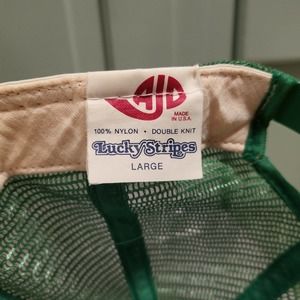 AJD
MADE
IN U.S.A.
100% NYLON • DOUBLE KNIT
Lucky Stripes
LARGE